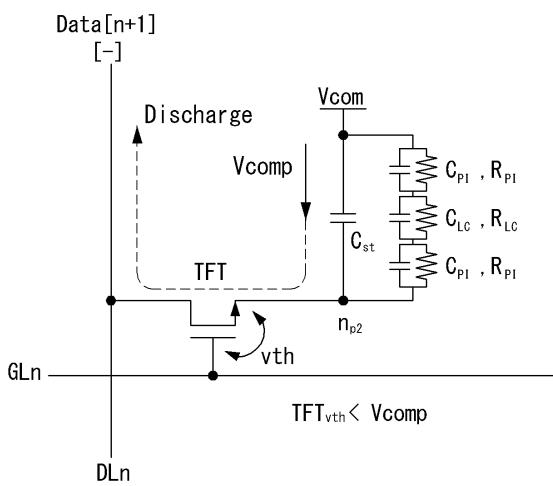 Data[n+1]
[-]
Discharge
Vcom
Vcomp
CPI , RPI
CLC , RLC
Cst
CPI , RPI
TFT
np2
vth
GLn
TFTvth< Vcomp
DLn